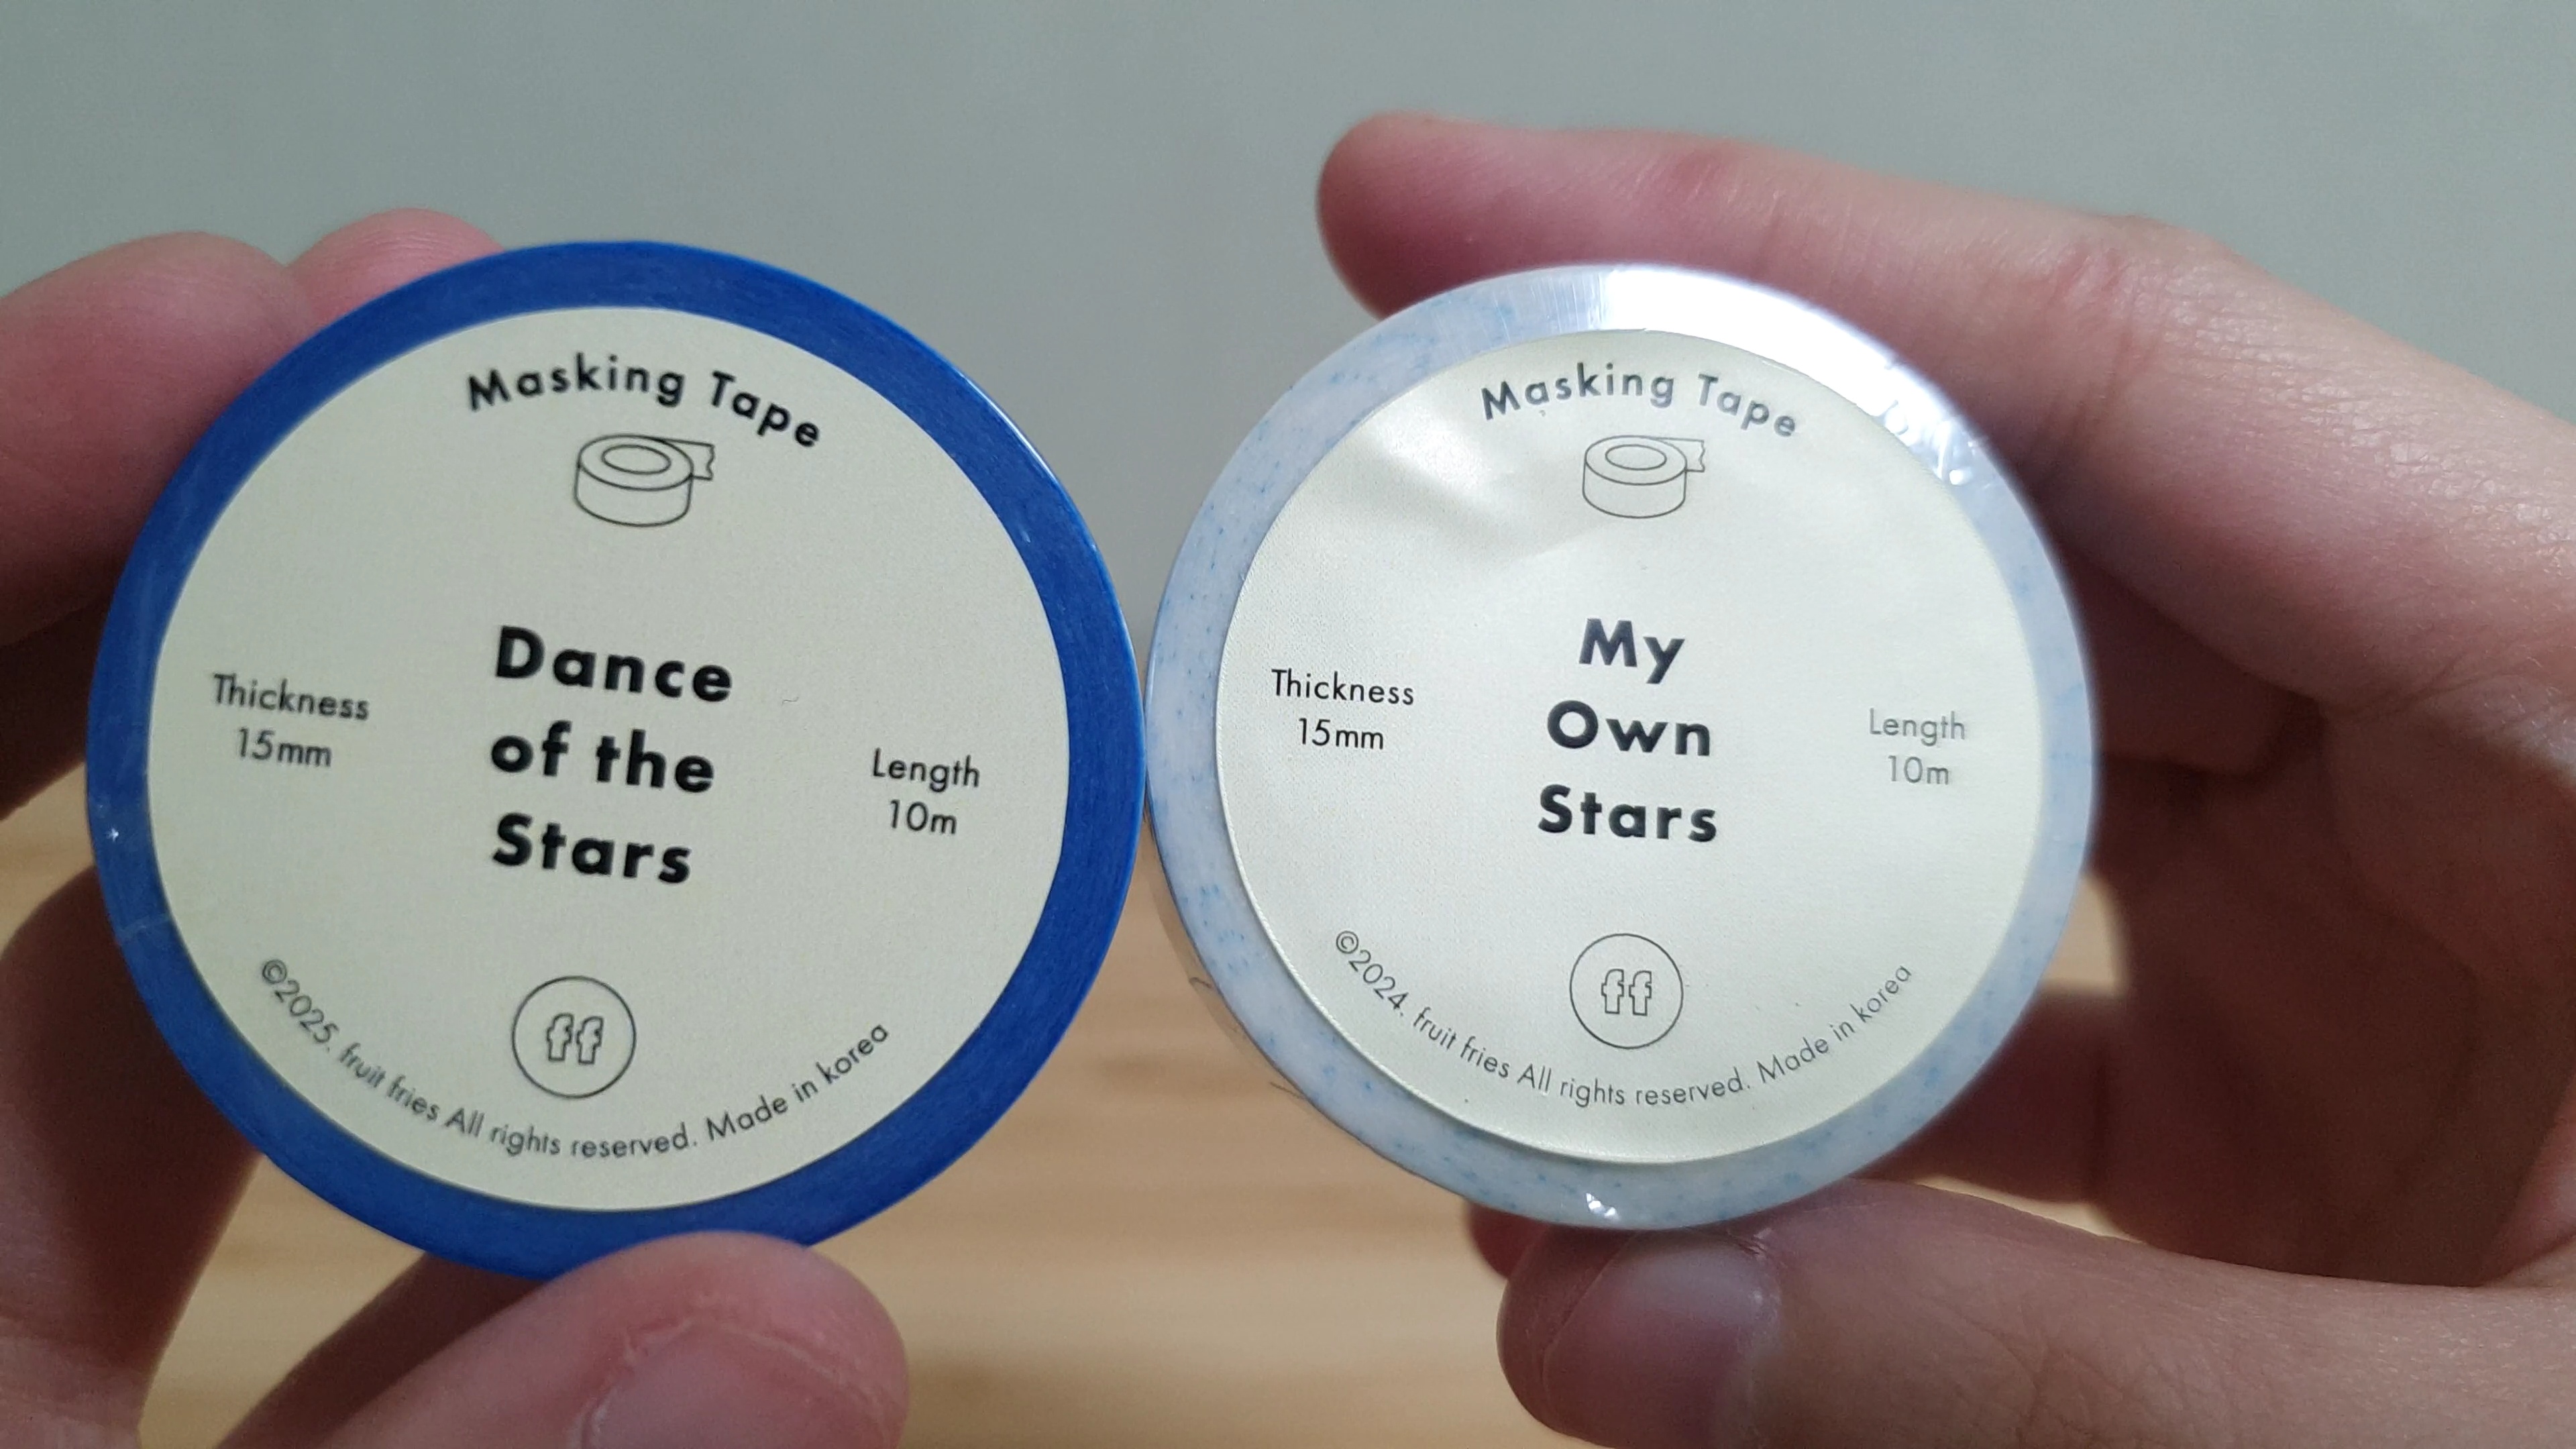 Masking Tape
Dance
of the
Stars
Thickness
15mm
Length
10m
ff
©2025. fruit fries All rights reserved. Made in korea
Masking Tape
My
Own
Stars
Thickness
15mm
Length
10m
ff
©2024. fruit fries All rights reserved. Made in korea